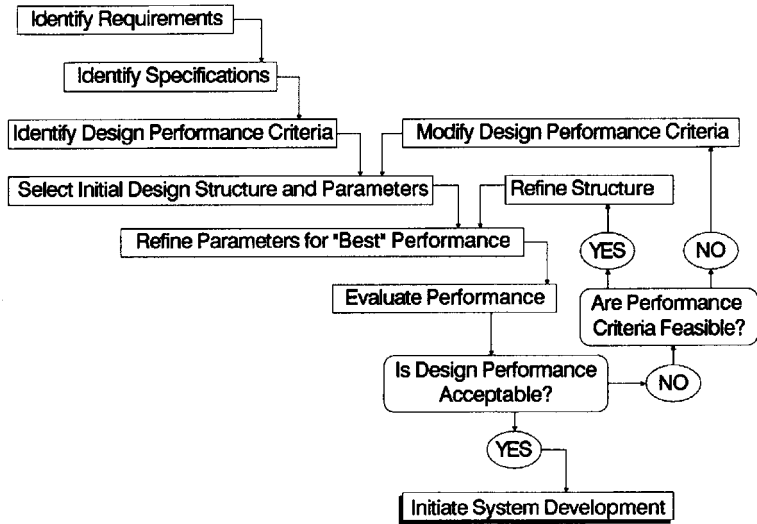 Identify Requirements
Identify Specifications
Identify Design Performance Criteria
Modify Design Performance Criteria
Select Initial Design Structure and Parameters
Refine Structure
Refine Parameters for "Best" Performance
YES
NO
Evaluate Performance
Are Performance
Criteria Feasible?
Is Design Performance
Acceptable?
NO
YES
Initiate System Development